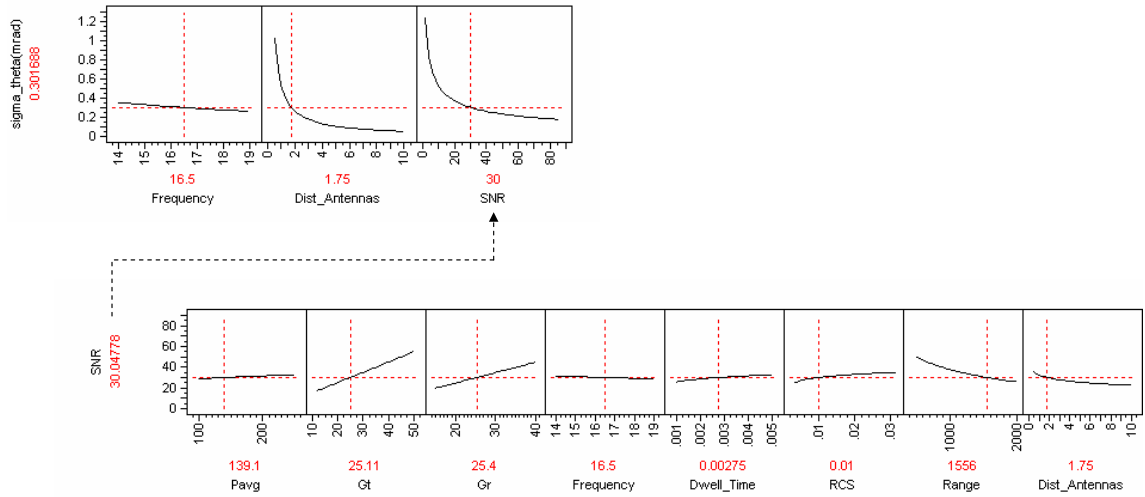 sigma_theta(mrad)
0.301688
1.2
1
0.8
0.6
0.4
0.2
0
14 15 16 17 18 19
0 2 4 6 8 10
0 20 40 60 80
16.5 1.75 30
Frequency Dist_Antennas SNR
SNR
30.04778
80
60
40
20
0
100 200
10 20 30 40 50
20 30 40
14 15 16 17 18 19
.001 .002 .003 .004 .005
.01 .02 .03
1000 2000
0 2 4 6 8 10
139.1 25.11 25.4 16.5 0.00275 0.01 1556 1.75
Pavg Gt Gr Frequency Dwell_Time RCS Range Dist_Antennas